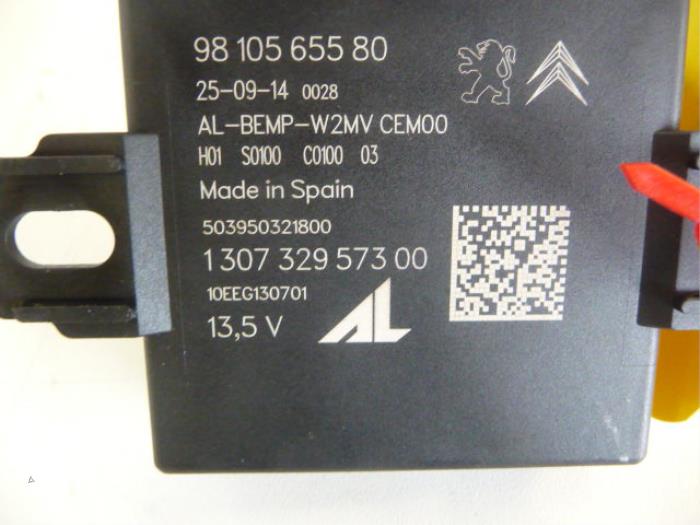 98 105 655 80
25-09-14 0028
AL-BEMP-W2MV CEM00
H01 S0100 C0100 03
Made in Spain
503950321800
1 307 329 573 00
10EEG130701
13,5 V
AL